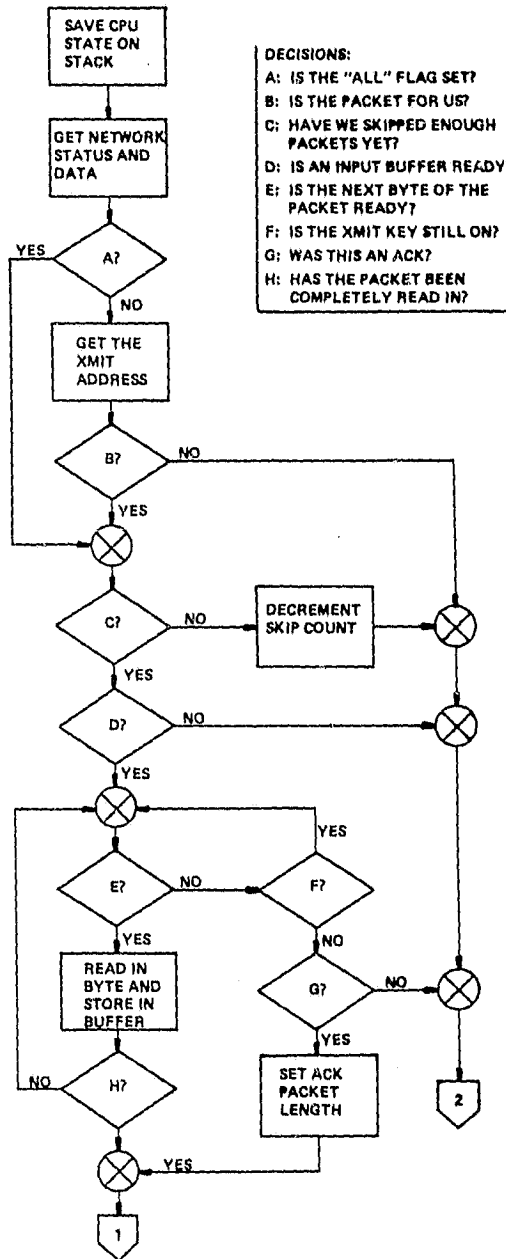 SAVE CPU
STATE ON
STACK
GET NETWORK
STATUS AND
DATA
DECISIONS:
A: IS THE "ALL" FLAG SET?
B: IS THE PACKET FOR US?
C: HAVE WE SKIPPED ENOUGH
PACKETS YET?
D: IS AN INPUT BUFFER READY
E: IS THE NEXT BYTE OF THE
PACKET READY?
F: IS THE XMIT KEY STILL ON?
G: WAS THIS AN ACK?
H: HAS THE PACKET BEEN
COMPLETELY READ IN?
YES
A?
NO
GET THE
XMIT
ADDRESS
B?
NO
YES
C?
NO
DECREMENT
SKIP COUNT
YES
D?
NO
YES
YES
E?
NO
F?
YES
NO
READ IN
BYTE AND
STORE IN
BUFFER
G?
NO
YES
NO
H?
SET ACK
PACKET
LENGTH
2
YES
1